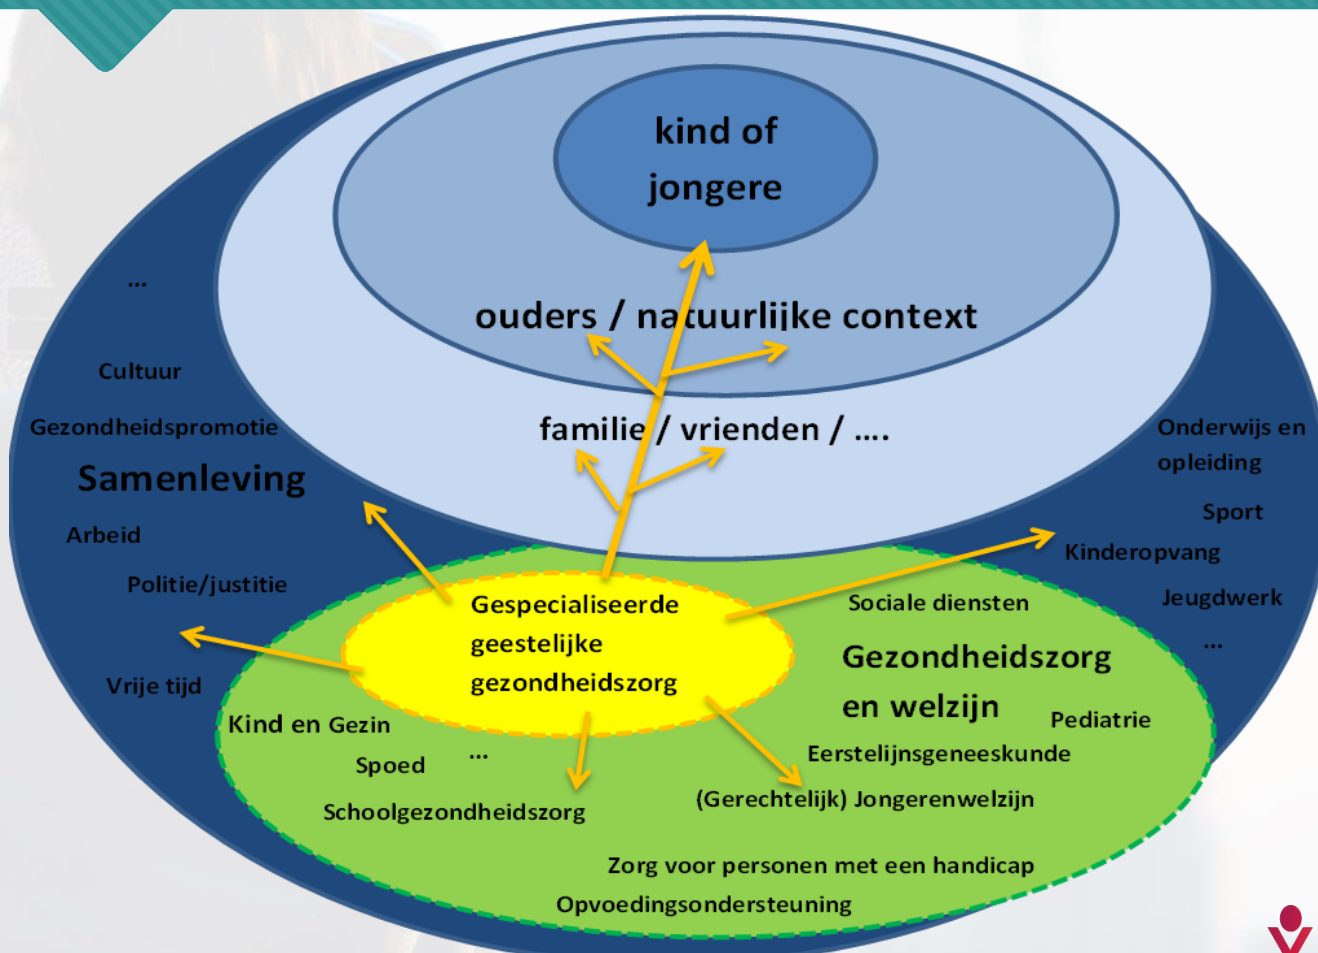 kind of
jongere
ouders / natuurlijke context
familie / vrienden / ....
...
Cultuur
Gezondheidspromotie
Samenleving
Arbeid
Politie/justitie
Vrije tijd
Onderwijs en
opleiding
Sport
Kinderopvang
Jeugdwerk
...
Gespecialiseerde
geestelijke
gezondheidszorg
Sociale diensten
Gezondheidszorg
en welzijn
Pediatrie
Eerstelijnsgeneeskunde
(Gerechtelijk) Jongerenwelzijn
Kind en Gezin
...
Spoed
Schoolgezondheidszorg
Zorg voor personen met een handicap
Opvoedingsondersteuning